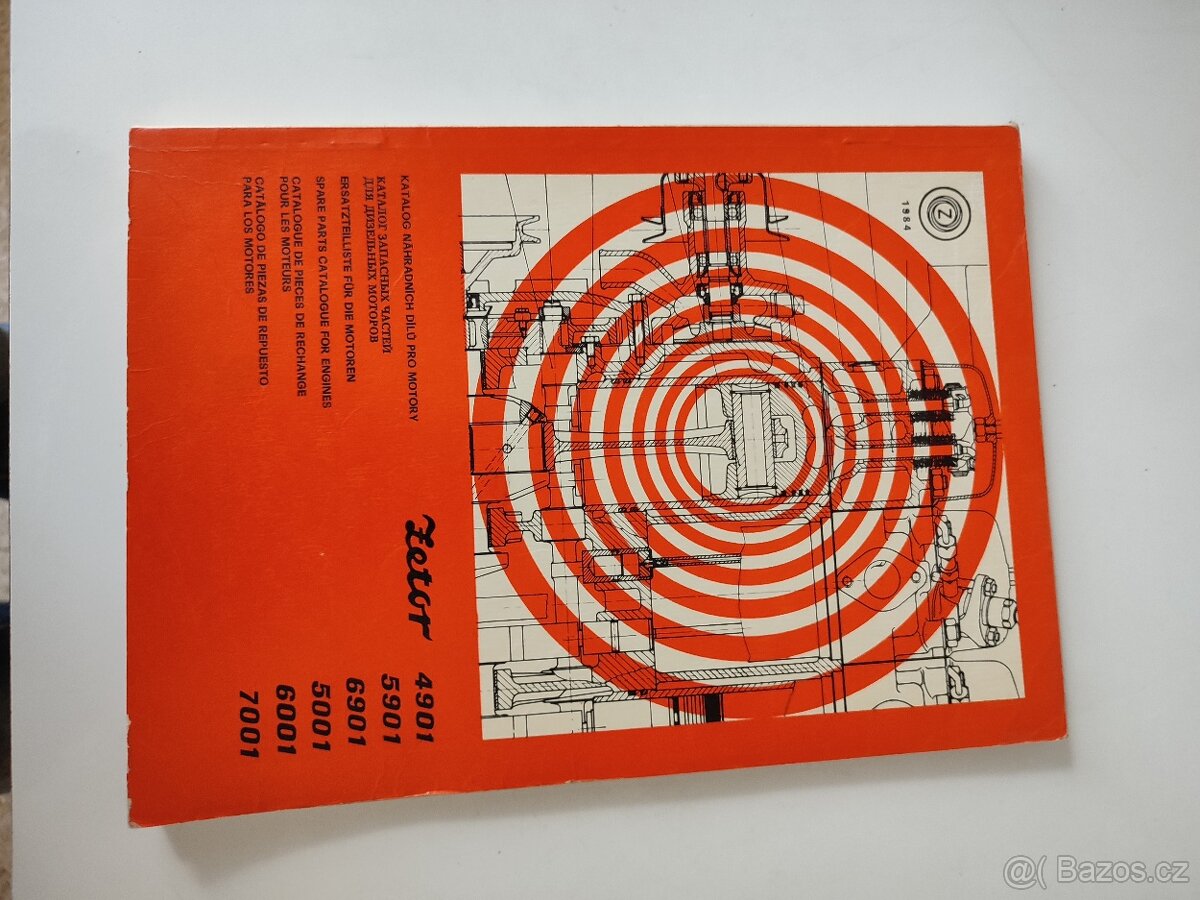 Z
1984
KATALOG NÁHRADNÍCH DÍLŮ PRO MOTORY
КАТАЛОГ ЗАПАСНЫХ ЧАСТЕЙ
ДЛЯ ДИЗЕЛЬНЫХ МОТОРОВ
ERSATZTEILLISTE FÜR DIE MOTOREN
SPARE PARTS CATALOGUE FOR ENGINES
CATALOGUE DE PIECES DE RECHANGE
POUR LES MOTEURS
CATÁLOGO DE PIEZAS DE REPUESTO
PARA LOS MOTORES
Zetor
4901
5901
6901
5001
6001
7001
@( Bazos.cz